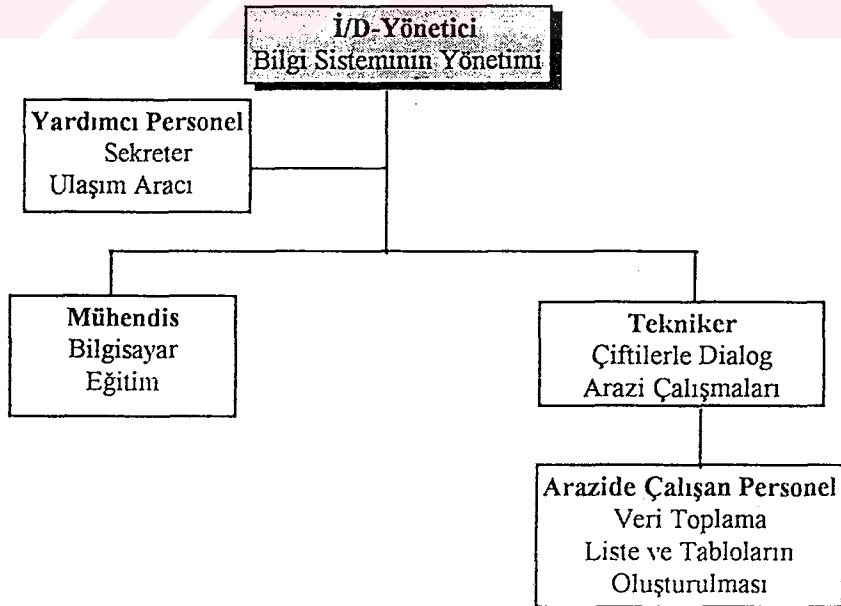 İ/D-Yönetici
Bilgi Sisteminin Yönetimi
Yardımcı Personel
Sekreter
Ulaşım Aracı
Mühendis
Bilgisayar
Eğitim
Tekniker
Çiftilerle Dialog
Arazi Çalışmaları
Arazide Çalışan Personel
Veri Toplama
Liste ve Tabloların
Oluşturulması